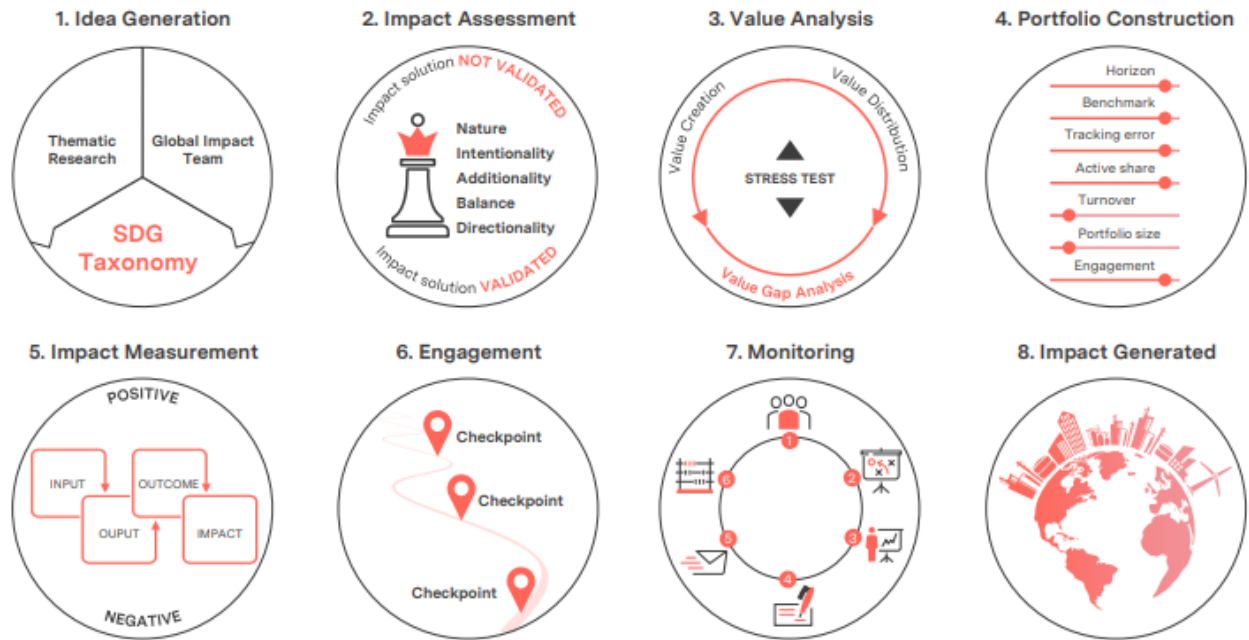 1. Idea Generation
Thematic
Research
Global Impact
Team
SDG
Taxonomy
2. Impact Assessment
Impact solution NOT VALIDATED
Nature
Intentionality
Additionality
Balance
Directionality
Impact solution VALIDATED
3. Value Analysis
Value Creation
Value Distribution
STRESS TEST
Value Gap Analysis
4. Portfolio Construction
Horizon
Benchmark
Tracking error
Active share
Turnover
Portfolio size
Engagement
5. Impact Measurement
POSITIVE
INPUT
OUTCOME
OUPUT
IMPACT
NEGATIVE
6. Engagement
Checkpoint
Checkpoint
Checkpoint
7. Monitoring
1
2
3
4
5
6
8. Impact Generated